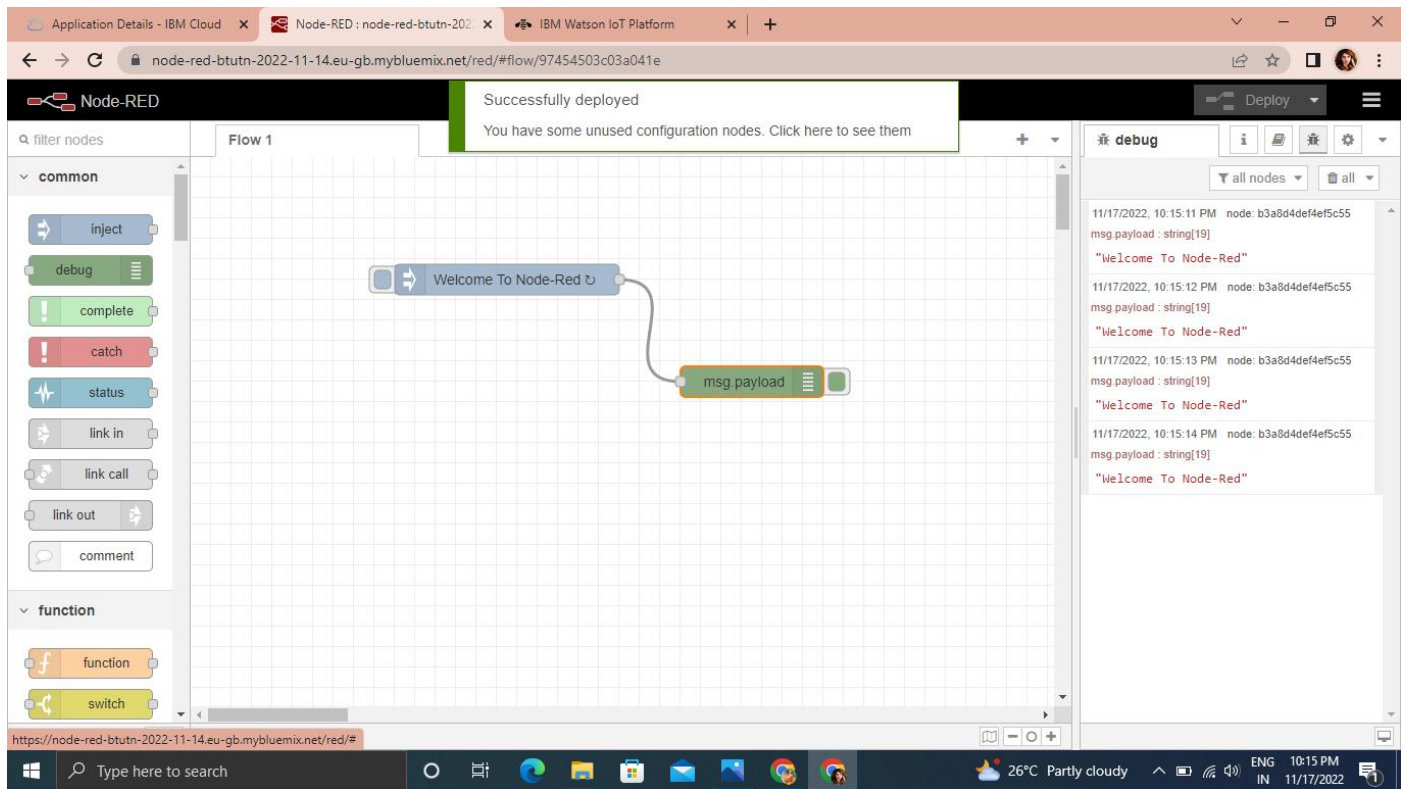 Application Details - IBM Cloud
Node-RED : node-red-btutn-202
IBM Watson IoT Platform
node-red-btutn-2022-11-14.eu-gb.mybluemix.net/red/#flow/97454503c03a041e
Node-RED
Successfully deployed
You have some unused configuration nodes. Click here to see them
Deploy
filter nodes
Flow 1
debug
all nodes
all
common
inject
debug
complete
catch
status
link in
link call
link out
comment
function
function
switch
Welcome To Node-Red ↻
msg.payload
11/17/2022, 10:15:11 PM node: b3a8d4def4ef5c55
msg.payload : string[19]
"Welcome To Node-Red"
11/17/2022, 10:15:12 PM node: b3a8d4def4ef5c55
msg.payload : string[19]
"Welcome To Node-Red"
11/17/2022, 10:15:13 PM node: b3a8d4def4ef5c55
msg.payload : string[19]
"Welcome To Node-Red"
11/17/2022, 10:15:14 PM node: b3a8d4def4ef5c55
msg.payload : string[19]
"Welcome To Node-Red"
https://node-red-btutn-2022-11-14.eu-gb.mybluemix.net/red/#
Type here to search
26°C Partly cloudy
ENG
IN
10:15 PM
11/17/2022
1